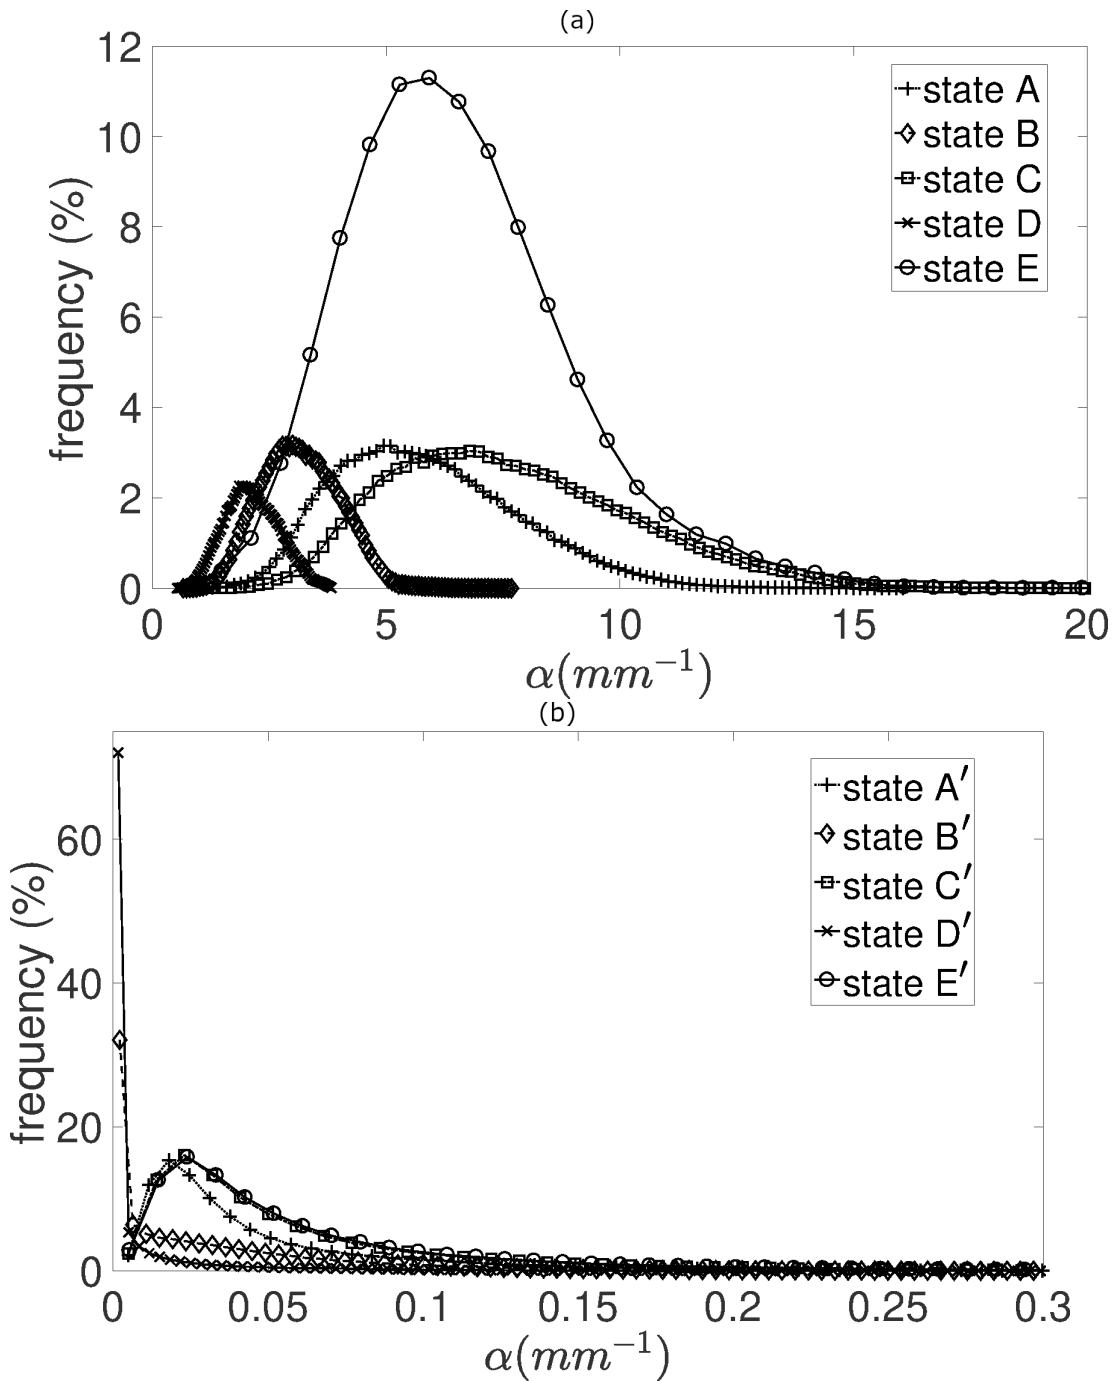 (a)
12
10
8
6
4
2
0
frequency (%)
state A
state B
state C
state D
state E
0 5 10 15 20
α(mm⁻¹)
(b)
60
40
20
0
frequency (%)
state A′
state B′
state C′
state D′
state E′
0 0.05 0.1 0.15 0.2 0.25 0.3
α(mm⁻¹)